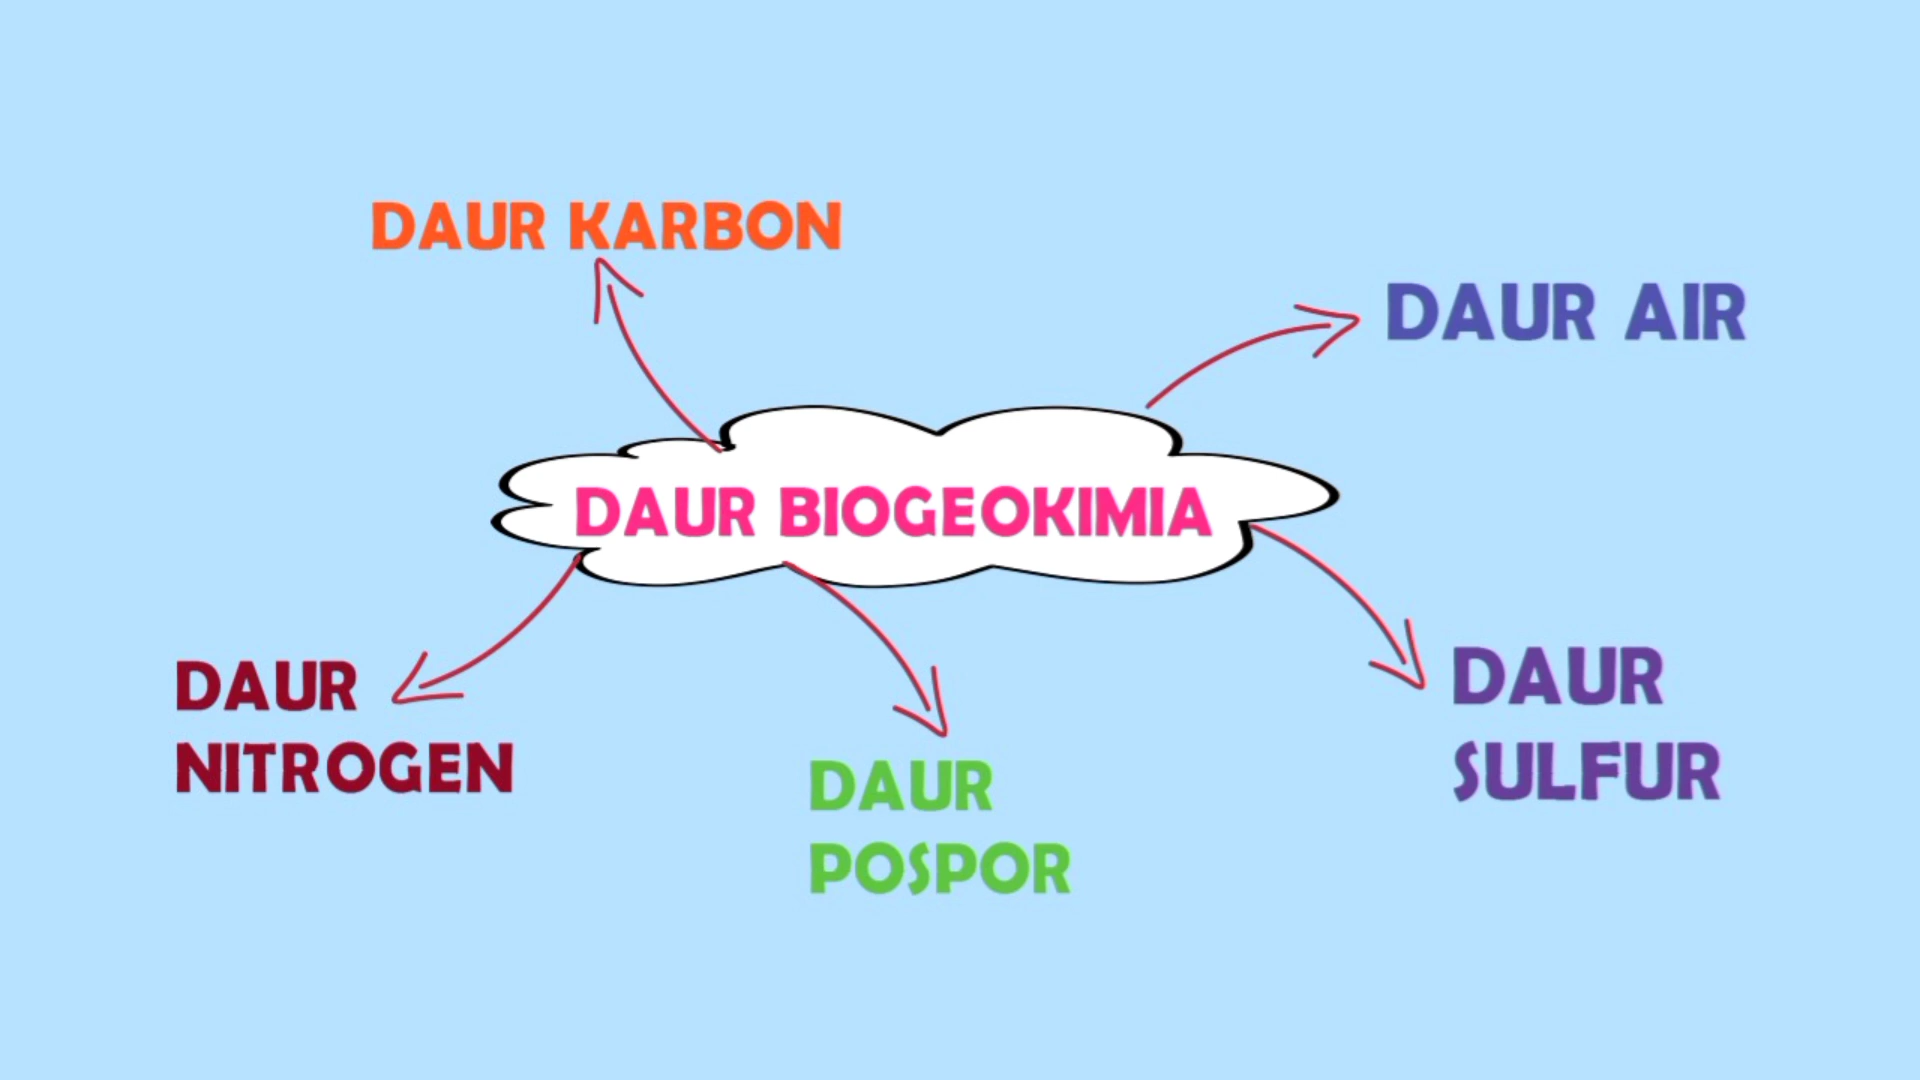 DAUR KARBON
DAUR AIR
DAUR BIOGEOKIMIA
DAUR
NITROGEN
DAUR
POSPOR
DAUR
SULFUR